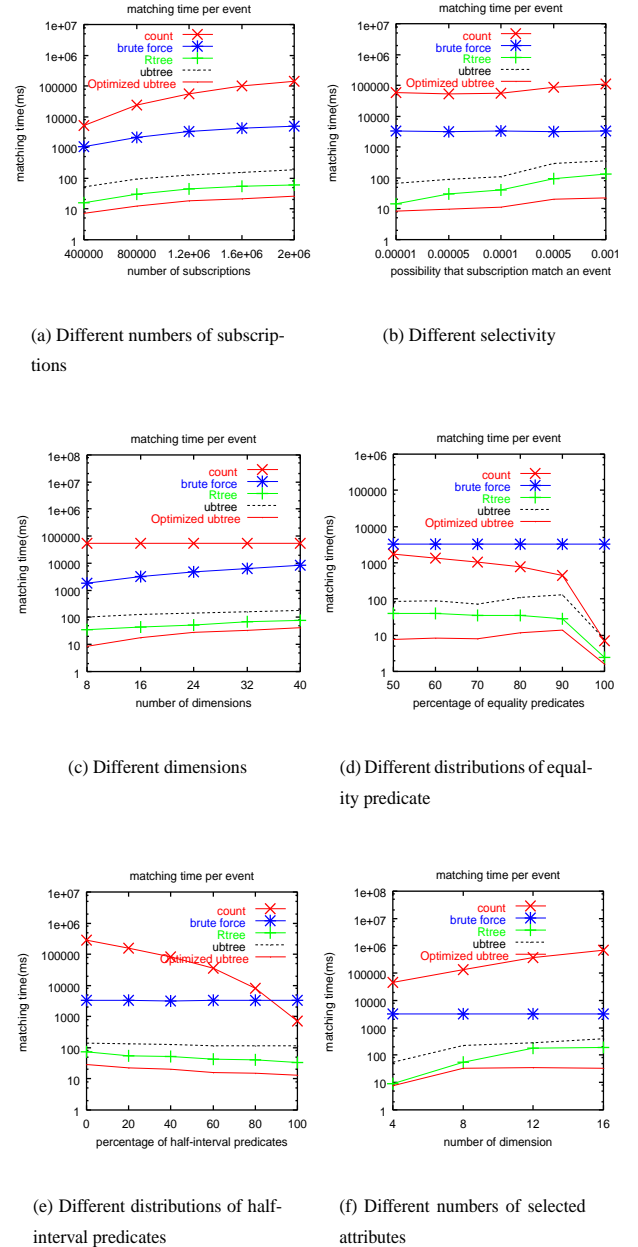 matching time per event
1e+07
1e+06
100000
10000
1000
100
10
1
matching time(ms)
count
brute force
Rtree
ubtree
Optimized ubtree
400000 800000 1.2e+06 1.6e+06 2e+06
number of subscriptions
matching time per event
1e+07
1e+06
100000
10000
1000
100
10
1
matching time(ms)
count
brute force
Rtree
ubtree
Optimized ubtree
0.00001 0.00005 0.0001 0.0005 0.001
possibility that subscription match an event
(a) Different numbers of subscrip-
tions
(b) Different selectivity
matching time per event
1e+08
1e+07
1e+06
100000
10000
1000
100
10
1
matching time(ms)
count
brute force
Rtree
ubtree
Optimized ubtree
8 16 24 32 40
number of dimensions
matching time per event
1e+06
100000
10000
1000
100
10
1
matching time(ms)
count
brute force
Rtree
ubtree
Optimized ubtree
50 60 70 80 90 100
percentage of equality predicates
(c) Different dimensions
(d) Different distributions of equal-
ity predicate
matching time per event
1e+07
1e+06
100000
10000
1000
100
10
1
matching time(ms)
count
brute force
Rtree
ubtree
Optimized ubtree
0 20 40 60 80 100
percentage of half-interval predicates
matching time per event
1e+08
1e+07
1e+06
100000
10000
1000
100
10
1
matching time(ms)
count
brute force
Rtree
ubtree
Optimized ubtree
4 8 12 16
number of dimension
(e) Different distributions of half-
interval predicates
(f) Different numbers of selected
attributes